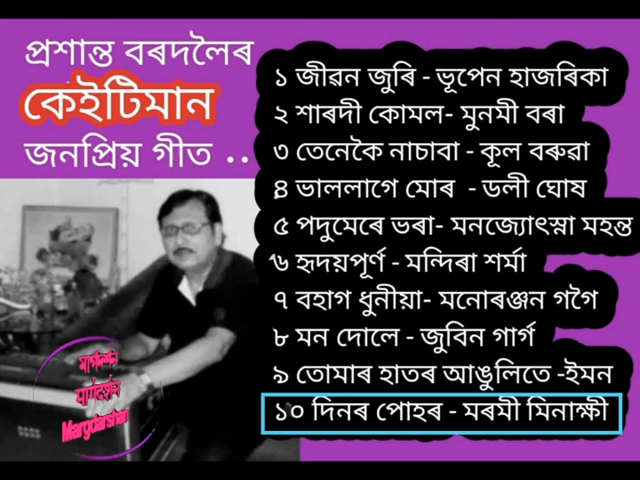 প্ৰশান্ত বৰদলৈৰ
কেইটিমান
জনপ্ৰিয় গীত ..
১ জীৱন জুৰি - ভূপেন হাজৰিকা
২ শাৰদী কোমল- মুনমী বৰা
৩ তেনেকৈ নাচাবা - কূল বৰুৱা
৪ ভাললাগে মোৰ - ডলী ঘোষ
৫ পদুমেৰে ভৰা- মনজ্যোৎস্না মহন্ত
৬ হৃদয়পূৰ্ণ - মন্দিৰা শৰ্মা
৭ বহাগ ধুনীয়া- মনোৰঞ্জন গগৈ
৮ মন দোলে - জুবিন গাৰ্গ
৯ তোমাৰ হাতৰ আঙুলিতে -ইমন
১০ দিনৰ পোহৰ - মৰমী মিনাক্ষী
মাৰ্গদৰ্শন
Margdarshan